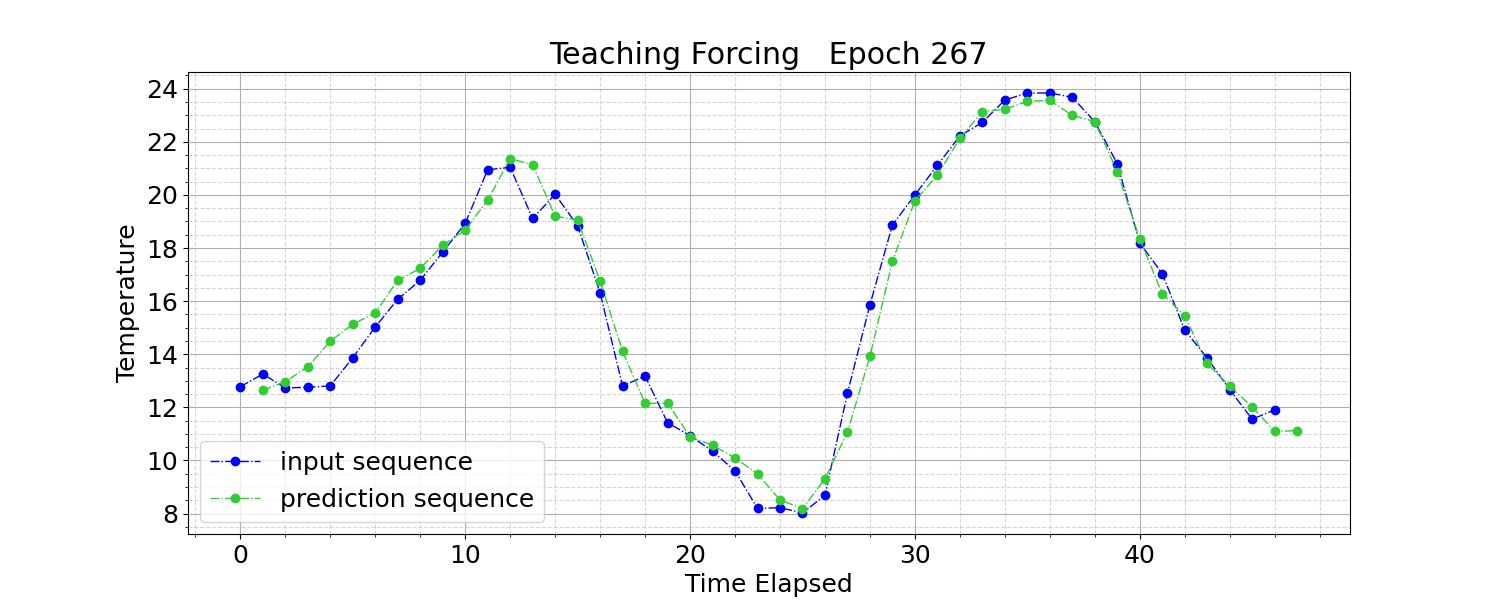 Teaching Forcing   Epoch 267
Temperature
24
22
20
18
16
14
12
10
8
input sequence
prediction sequence
0 10 20 30 40
Time Elapsed